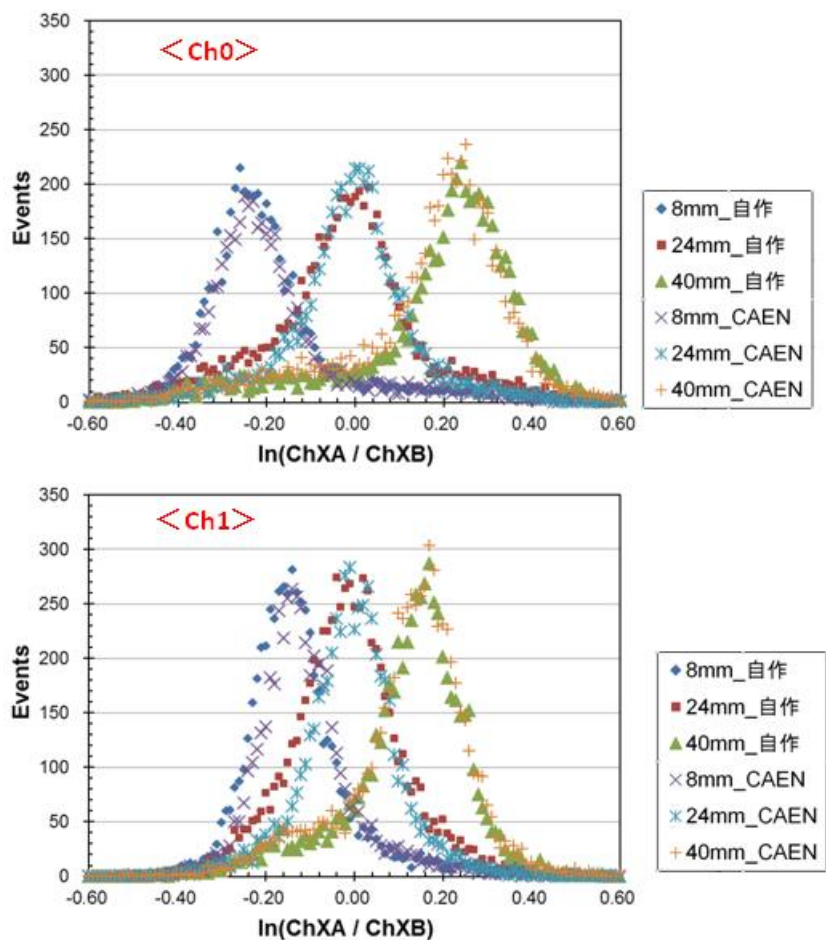 350
<Ch0>
300
250
200
150
100
50
0
Events
-0.60 -0.40 -0.20 0.00 0.20 0.40 0.60
ln(ChXA / ChXB)
8mm_自作
24mm_自作
40mm_自作
8mm_CAEN
24mm_CAEN
40mm_CAEN
350
<Ch1>
300
250
200
150
100
50
0
Events
-0.60 -0.40 -0.20 0.00 0.20 0.40 0.60
ln(ChXA / ChXB)
8mm_自作
24mm_自作
40mm_自作
8mm_CAEN
24mm_CAEN
40mm_CAEN